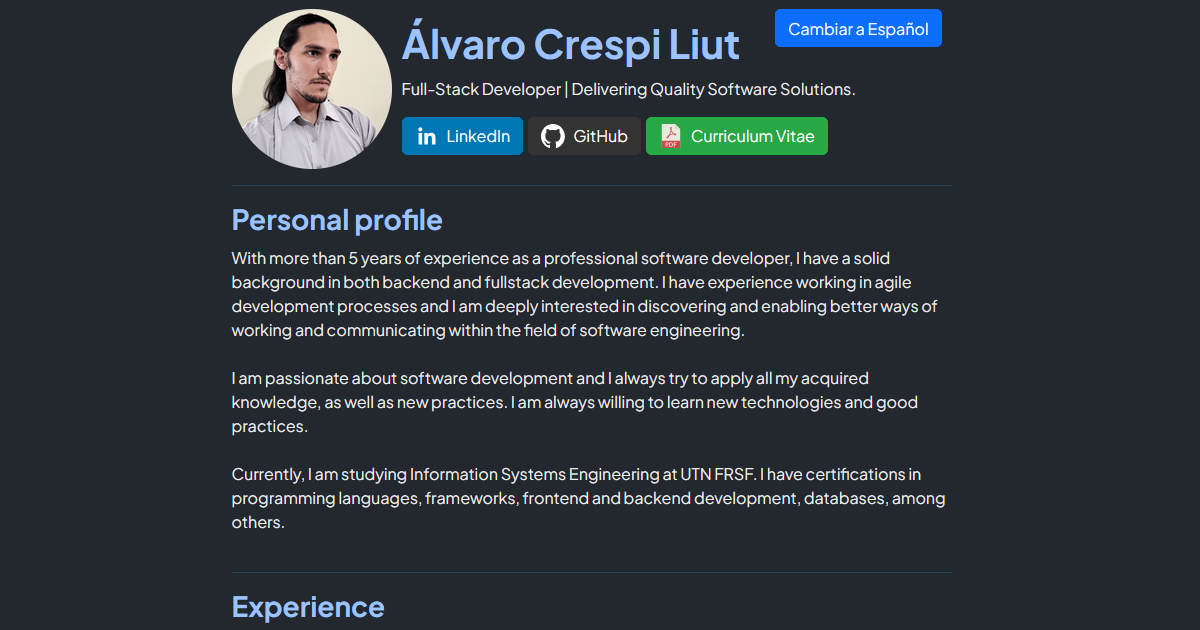 Álvaro Crespi Liut
Cambiar a Español
Full-Stack Developer | Delivering Quality Software Solutions.
in LinkedIn
GitHub
PDF Curriculum Vitae
Personal profile
With more than 5 years of experience as a professional software developer, I have a solid
background in both backend and fullstack development. I have experience working in agile
development processes and I am deeply interested in discovering and enabling better ways of
working and communicating within the field of software engineering.
I am passionate about software development and I always try to apply all my acquired
knowledge, as well as new practices. I am always willing to learn new technologies and good
practices.
Currently, I am studying Information Systems Engineering at UTN FRSF. I have certifications in
programming languages, frameworks, frontend and backend development, databases, among
others.
Experience